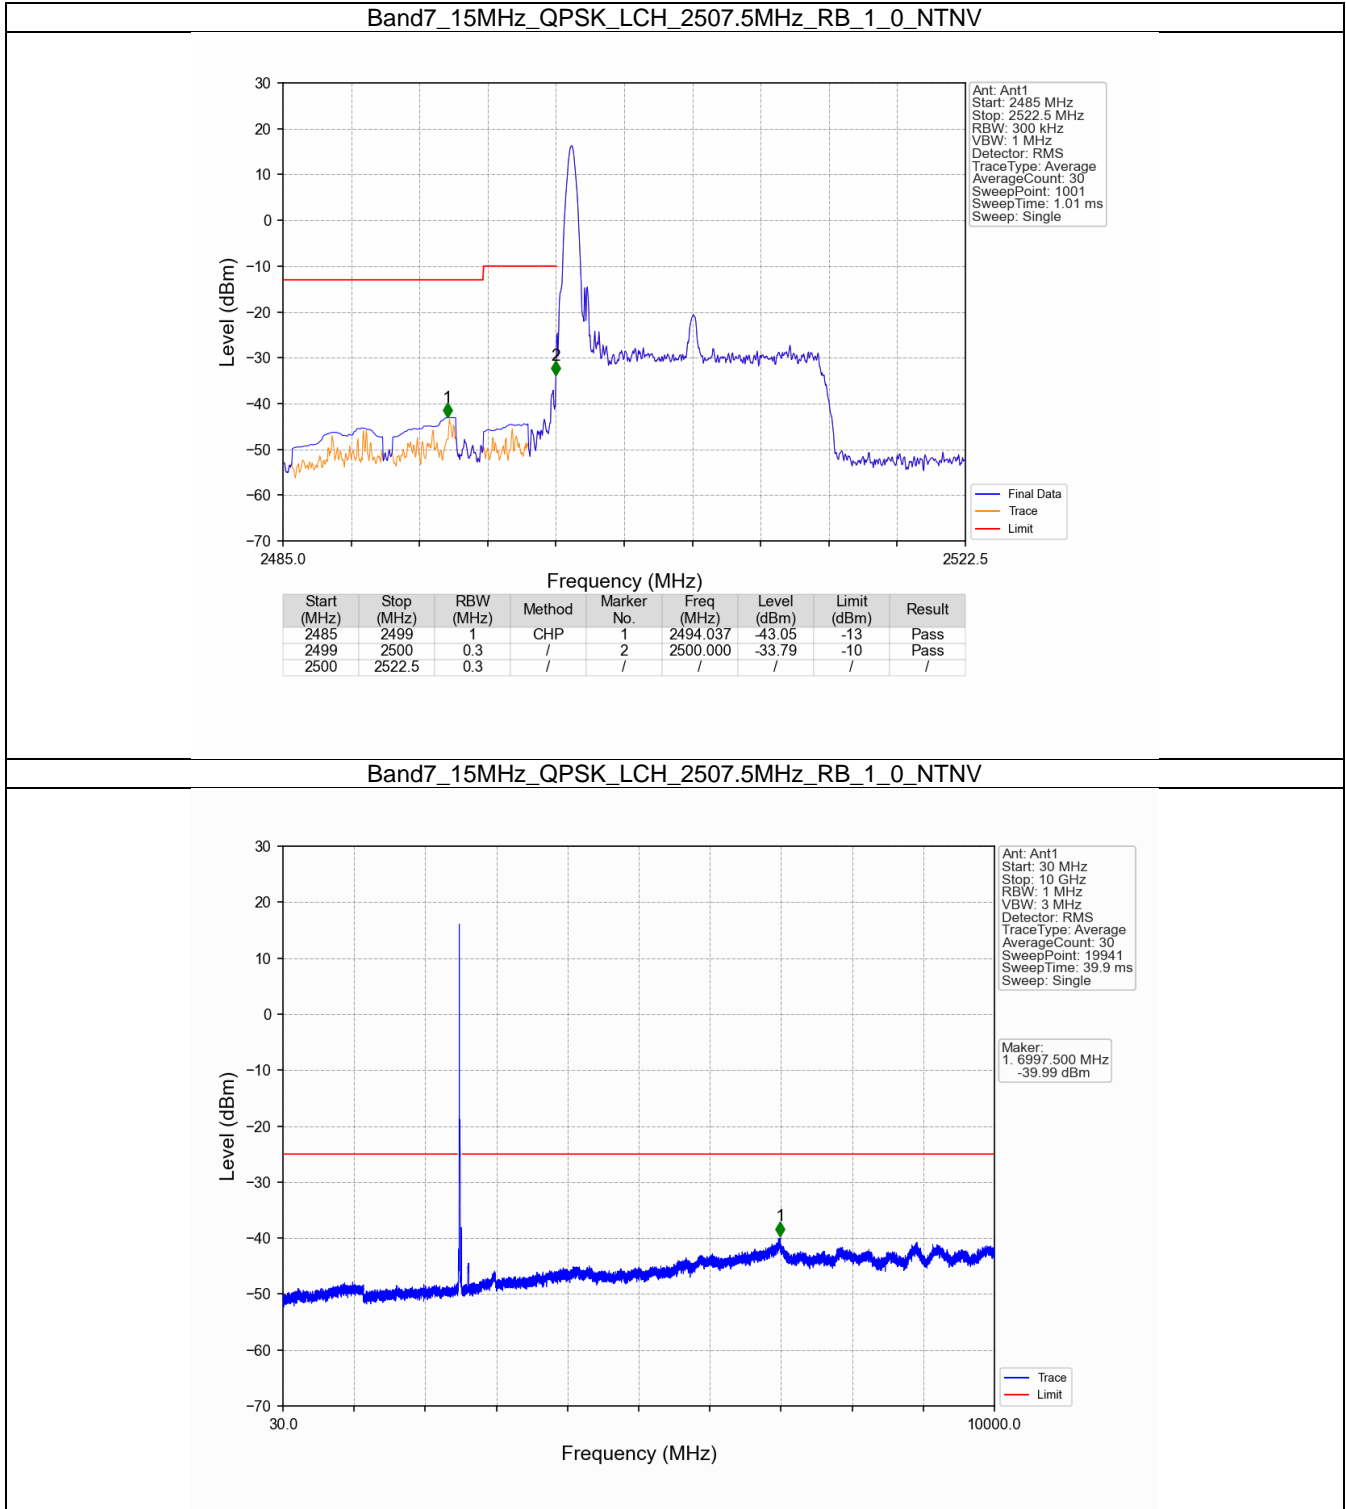 Band7_15MHz_QPSK_LCH_2507.5MHz_RB_1_0_NTNV
30
20
10
0
−10
−20
−30
−40
−50
−60
−70
Level (dBm)
1
2
2485.0
2522.5
Frequency (MHz)
Ant: Ant1
Start: 2485 MHz
Stop: 2522.5 MHz
RBW: 300 kHz
VBW: 1 MHz
Detector: RMS
TraceType: Average
AverageCount: 30
SweepPoint: 1001
SweepTime: 1.01 ms
Sweep: Single
Final Data
Trace
Limit
Start (MHz) Stop (MHz) RBW (MHz) Method Marker No. Freq (MHz) Level (dBm) Limit (dBm) Result
2485 2499 1 CHP 1 2494.037 -43.05 -13 Pass
2499 2500 0.3 / 2 2500.000 -33.79 -10 Pass
2500 2522.5 0.3 / / / / / /
Band7_15MHz_QPSK_LCH_2507.5MHz_RB_1_0_NTNV
30
20
10
0
−10
−20
−30
−40
−50
−60
−70
Level (dBm)
1
30.0
10000.0
Frequency (MHz)
Ant: Ant1
Start: 30 MHz
Stop: 10 GHz
RBW: 1 MHz
VBW: 3 MHz
Detector: RMS
TraceType: Average
AverageCount: 30
SweepPoint: 19941
SweepTime: 39.9 ms
Sweep: Single
Maker:
1. 6997.500 MHz
-39.99 dBm
Trace
Limit